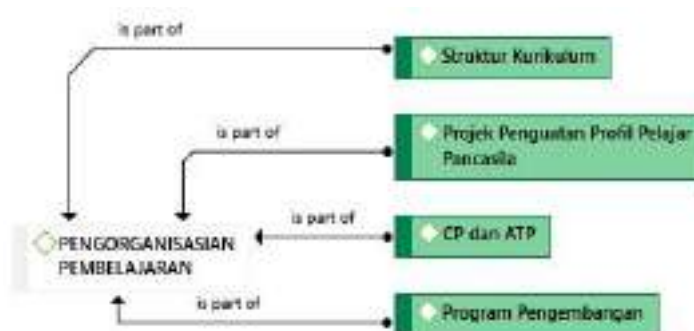 is part of
Struktur Kurikulum
is part of
Projek Penguatan Profil Pelajar
Pancasila
is part of
CP dan ATP
PENGORGANISASIAN
PEMBELAJARAN
is part of
Program Pengembangan